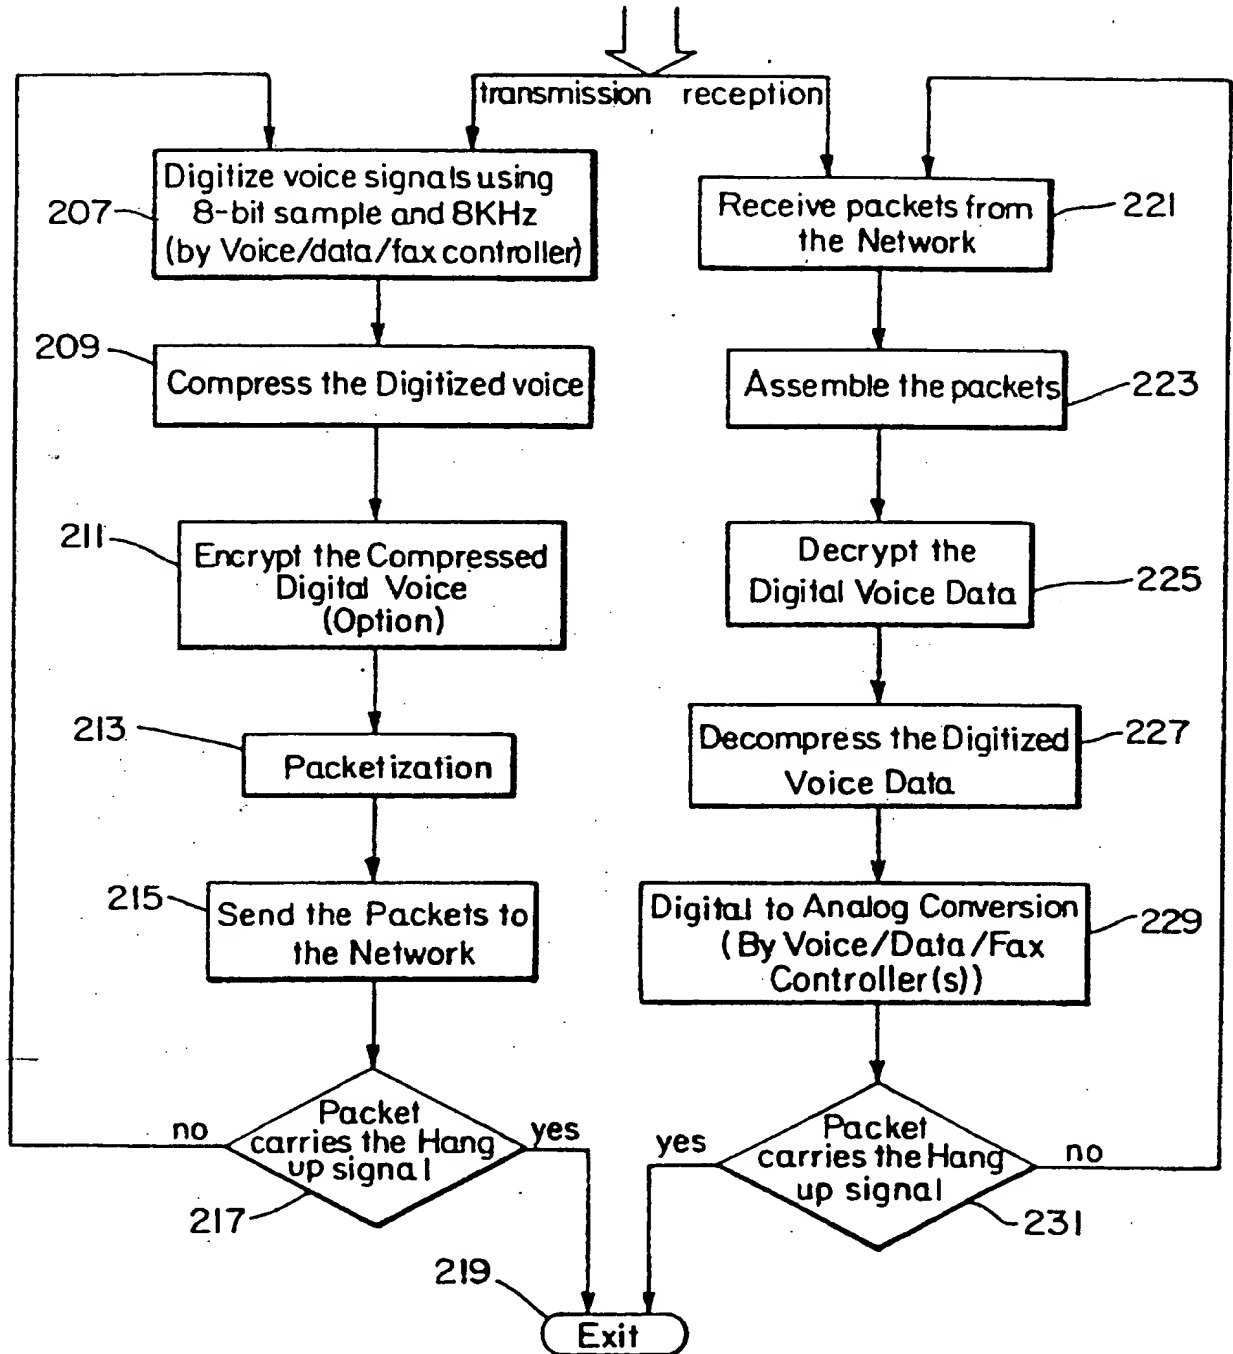 transmission reception
Digitize voice signals using
8-bit sample and 8KHz
(by Voice/data/fax controller)
207
209
Compress the Digitized voice
211
Encrypt the Compressed
Digital Voice
(Option)
213
Packetization
215
Send the Packets to
the Network
Packet
carries the Hang
up signal
no
yes
217
Receive packets from
the Network
221
Assemble the packets
223
Decrypt the
Digital Voice Data
225
Decompress the Digitized
Voice Data
227
Digital to Analog Conversion
(By Voice/Data/Fax
Controller(s))
229
Packet
carries the Hang
up signal
yes
no
231
219
Exit